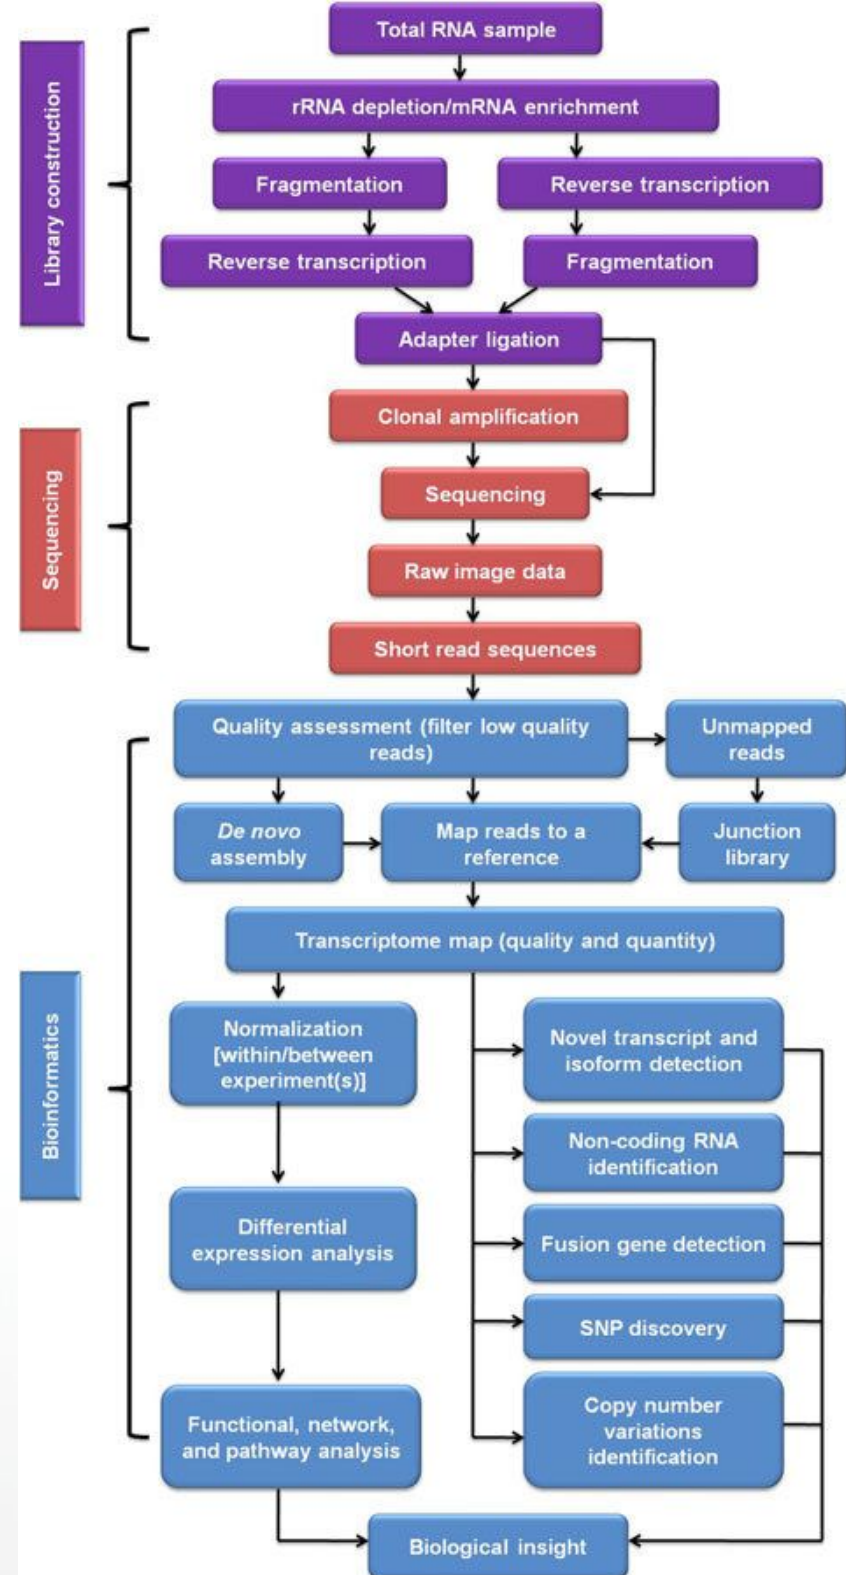 Library construction
Total RNA sample
rRNA depletion/mRNA enrichment
Fragmentation
Reverse transcription
Reverse transcription
Fragmentation
Adapter ligation
Sequencing
Clonal amplification
Sequencing
Raw image data
Short read sequences
Bioinformatics
Quality assessment (filter low quality
reads)
Unmapped
reads
De novo
assembly
Map reads to a
reference
Junction
library
Transcriptome map (quality and quantity)
Normalization
[within/between
experiment(s)]
Differential
expression analysis
Functional, network,
and pathway analysis
Novel transcript and
isoform detection
Non-coding RNA
identification
Fusion gene detection
SNP discovery
Copy number
variations
identification
Biological insight